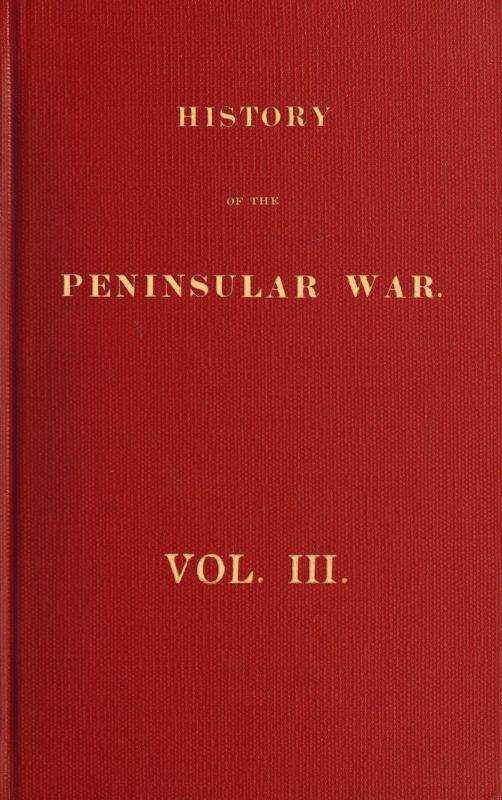 HISTORY
OF THE
PENINSULAR WAR.
VOL. III.